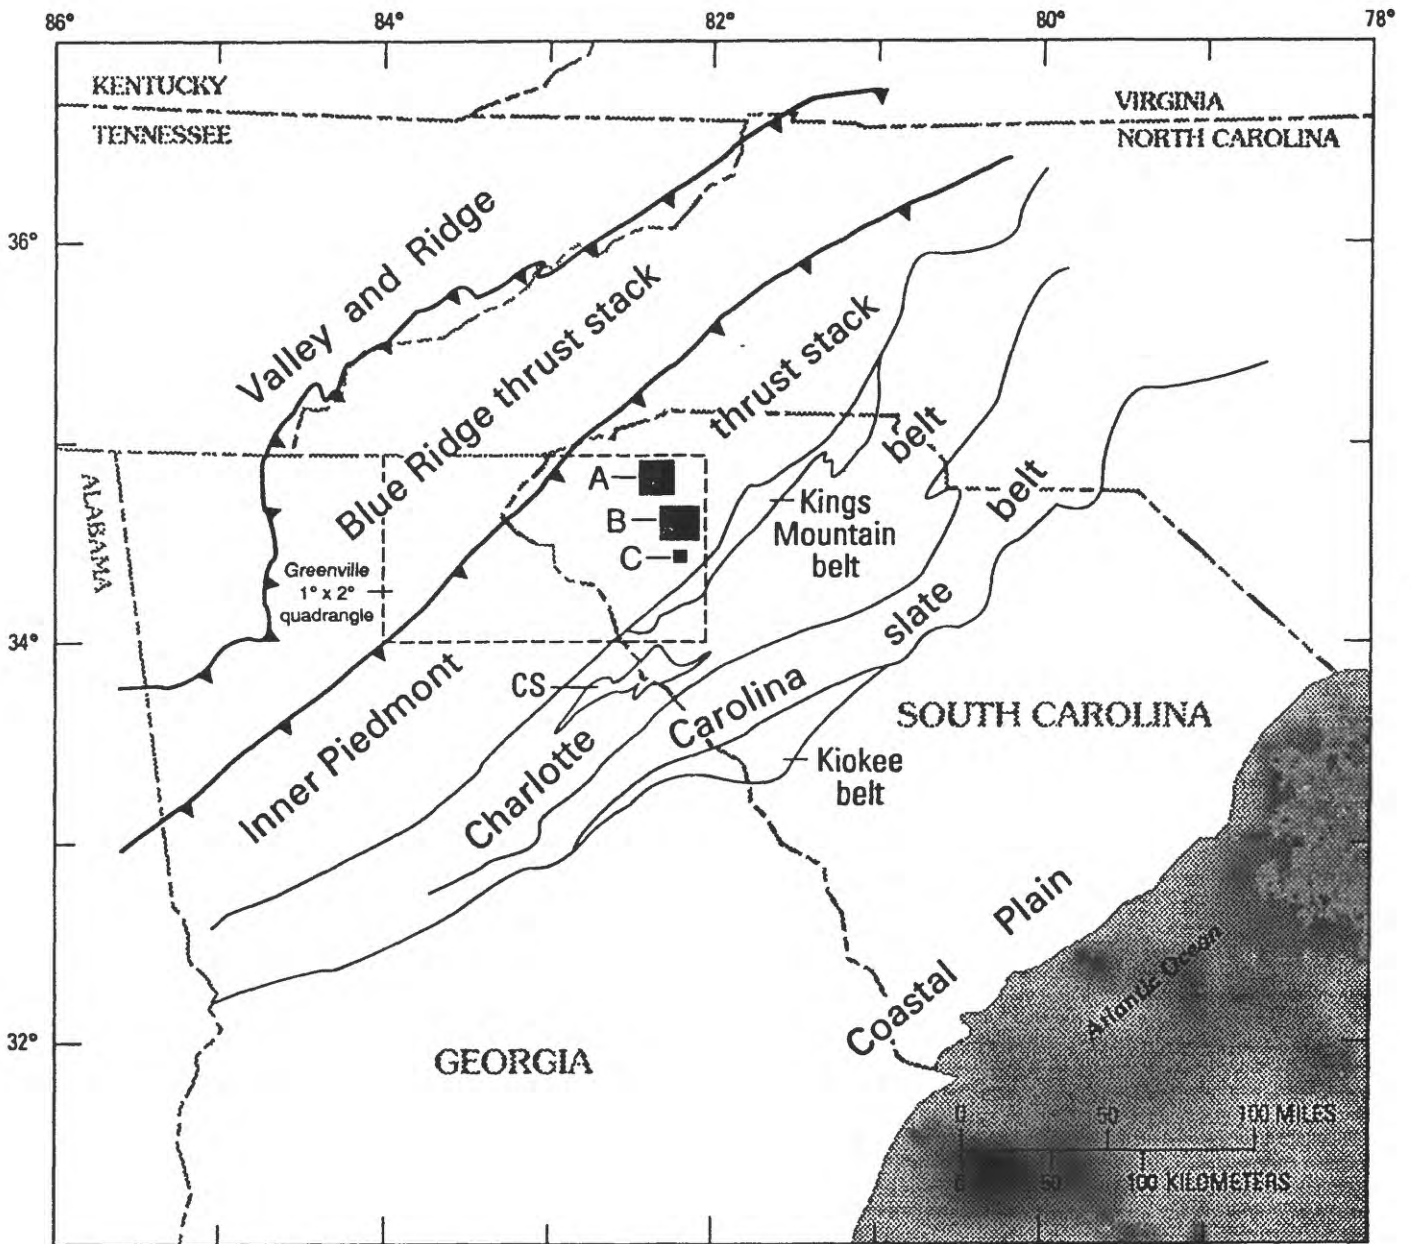 86°
84°
82°
80°
78°
KENTUCKY
TENNESSEE
VIRGINIA
NORTH CAROLINA
36°
Valley and Ridge
Blue Ridge thrust stack
thrust stack
belt
belt
A
B
C
Kings
Mountain
belt
ALABAMA
Greenville
1° x 2°
quadrangle
34°
slate
CS
Inner Piedmont
Carolina
Charlotte
SOUTH CAROLINA
Kiokee
belt
Plain
Coastal
Atlantic Ocean
32°
GEORGIA
0 50 100 MILES
0 50 100 KILOMETERS